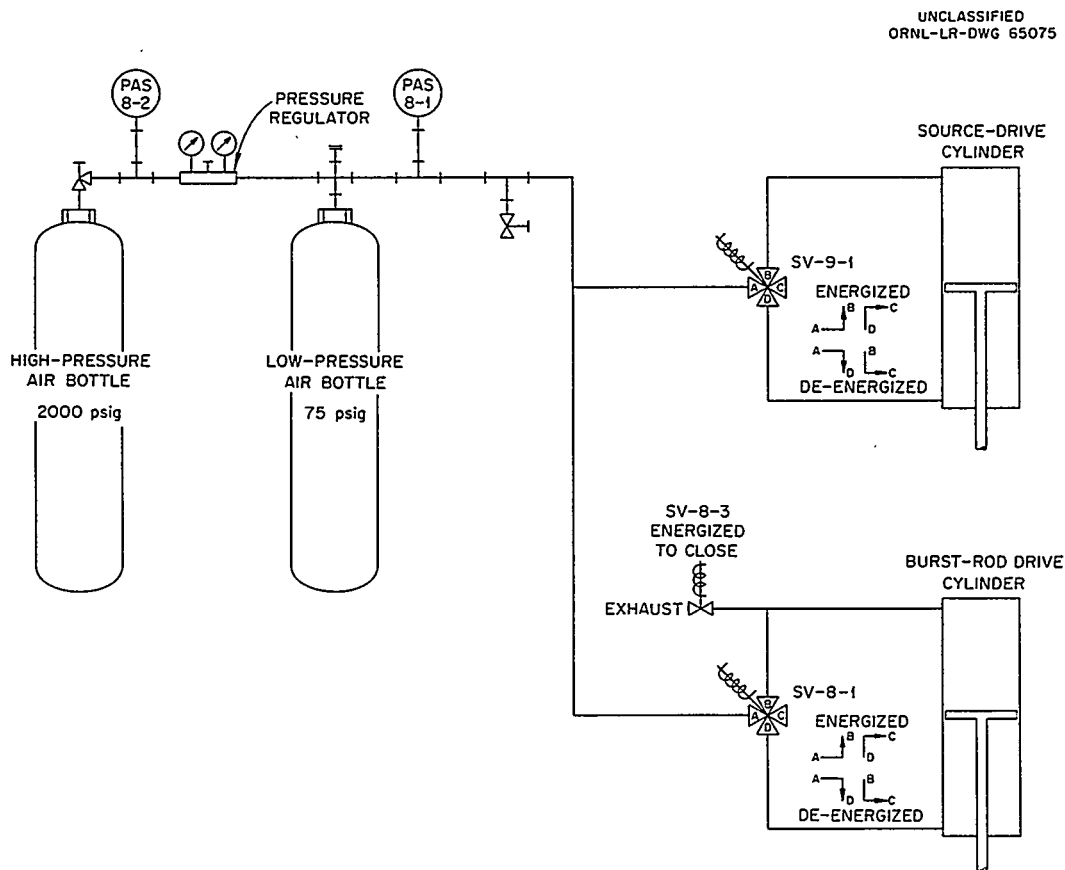 UNCLASSIFIED
ORNL-LR-DWG 65075
PAS
8-2
PRESSURE
REGULATOR
PAS
8-1
HIGH-PRESSURE
AIR BOTTLE
2000 psig
LOW-PRESSURE
AIR BOTTLE
75 psig
SOURCE-DRIVE
CYLINDER
SV-9-1
B
A C
D
ENERGIZED
B C
A D
A B
D C
DE-ENERGIZED
SV-8-3
ENERGIZED
TO CLOSE
EXHAUST
BURST-ROD DRIVE
CYLINDER
SV-8-1
B
A C
D
ENERGIZED
B C
A D
A B
D C
DE-ENERGIZED